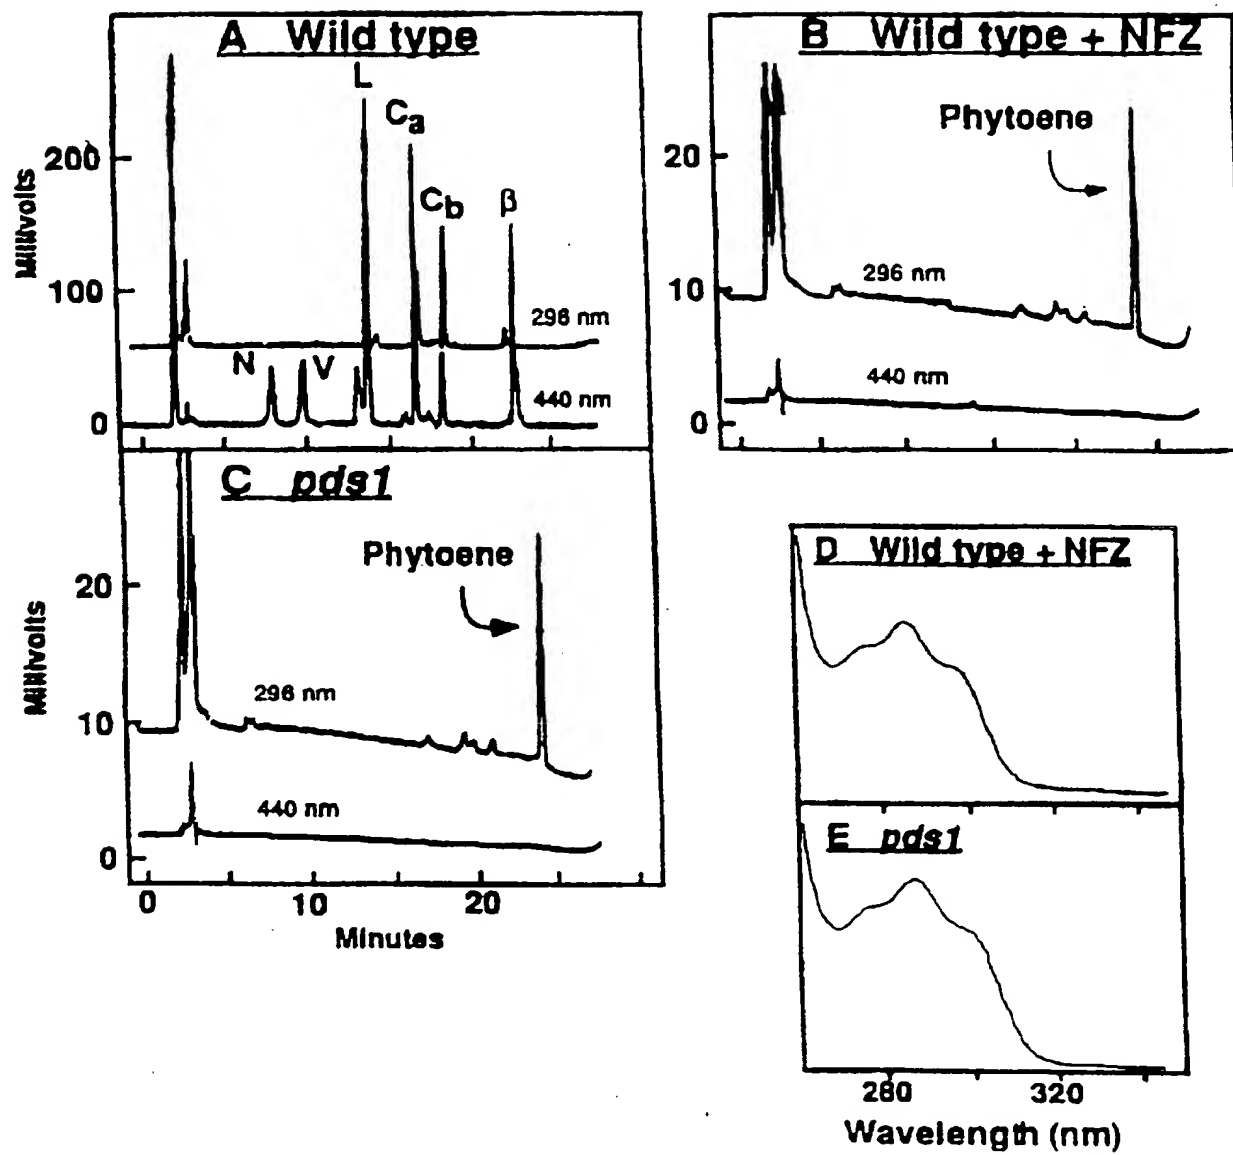 A Wild type
L
Ca
Cb
β
N
V
296 nm
440 nm
200
100
0
Millivolts
B Wild type + NFZ
Phytoene
296 nm
440 nm
20
10
0
C pds1
Phytoene
296 nm
440 nm
20
10
0
Millivolts
0 10 20
Minutes
D Wild type + NFZ
E pds1
280 320
Wavelength (nm)